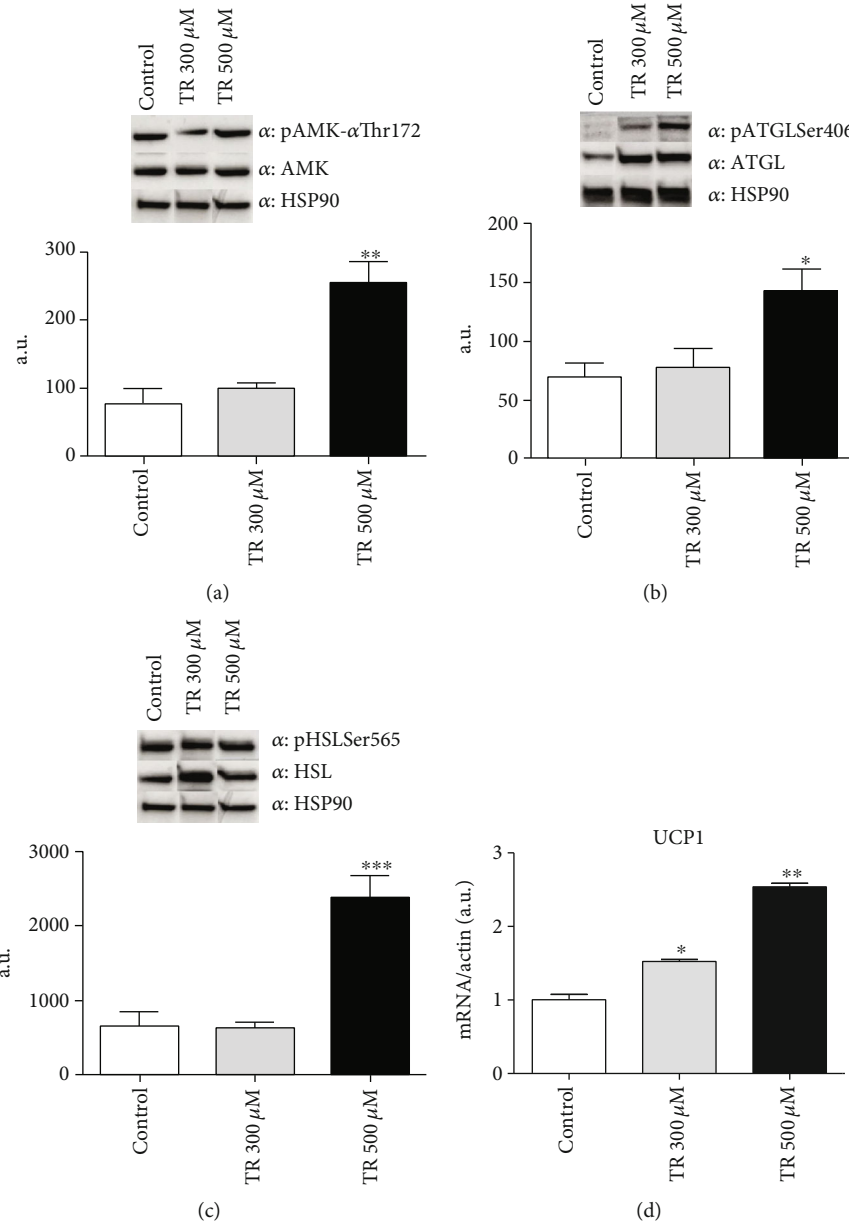 Control
TR 300 μM
TR 500 μM
α: pAMK-αThr172
α: AMK
α: HSP90
300
200
100
0
a.u.
**
Control
TR 300 μM
TR 500 μM
(a)
Control
TR 300 μM
TR 500 μM
α: pATGLSer406
α: ATGL
α: HSP90
200
150
100
50
0
a.u.
*
Control
TR 300 μM
TR 500 μM
(b)
Control
TR 300 μM
TR 500 μM
α: pHSLSer565
α: HSL
α: HSP90
3000
2000
1000
0
a.u.
***
Control
TR 300 μM
TR 500 μM
(c)
UCP1
3
2
1
0
mRNA/actin (a.u.)
*
**
Control
TR 300 μM
TR 500 μM
(d)